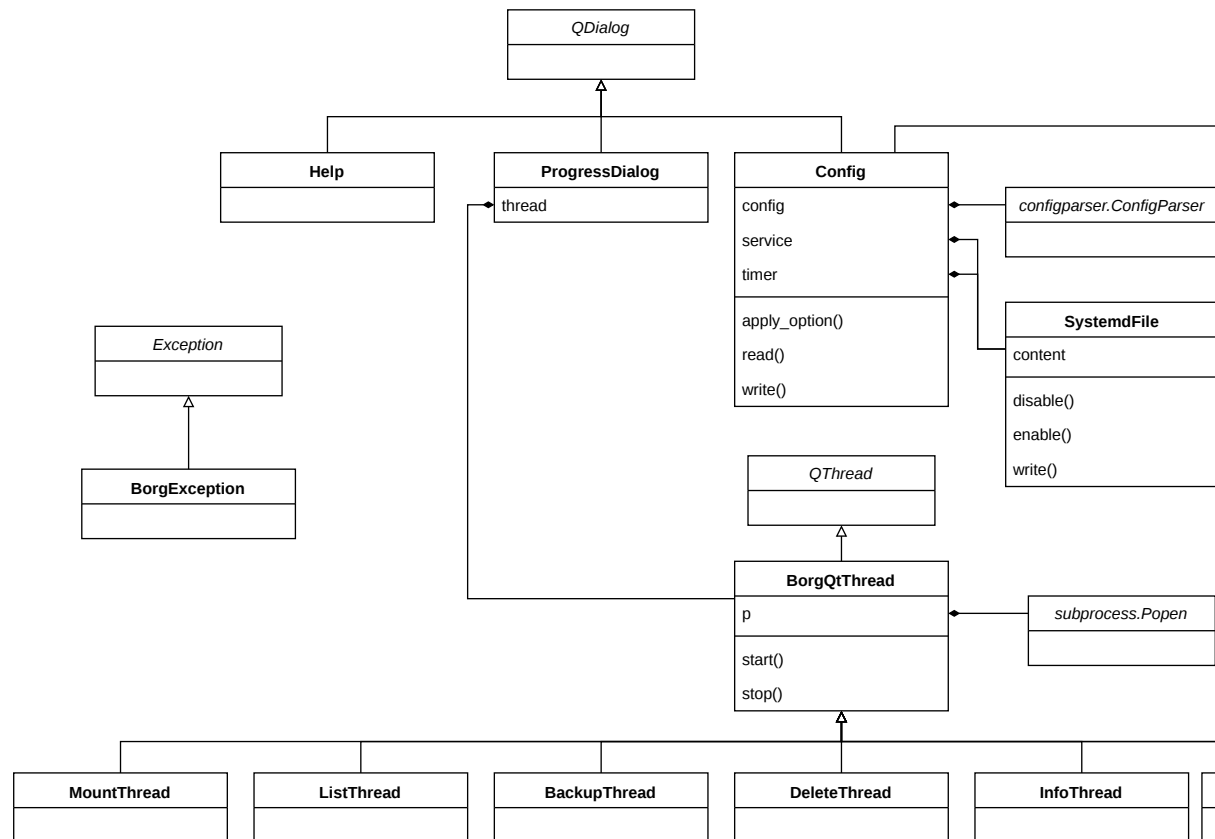 QDialog
Help
ProgressDialog
thread
Config
config
service
timer
apply_option()
read()
write()
configparser.ConfigParser
SystemdFile
content
disable()
enable()
write()
Exception
BorgException
QThread
BorgQtThread
p
start()
stop()
subprocess.Popen
MountThread
ListThread
BackupThread
DeleteThread
InfoThread